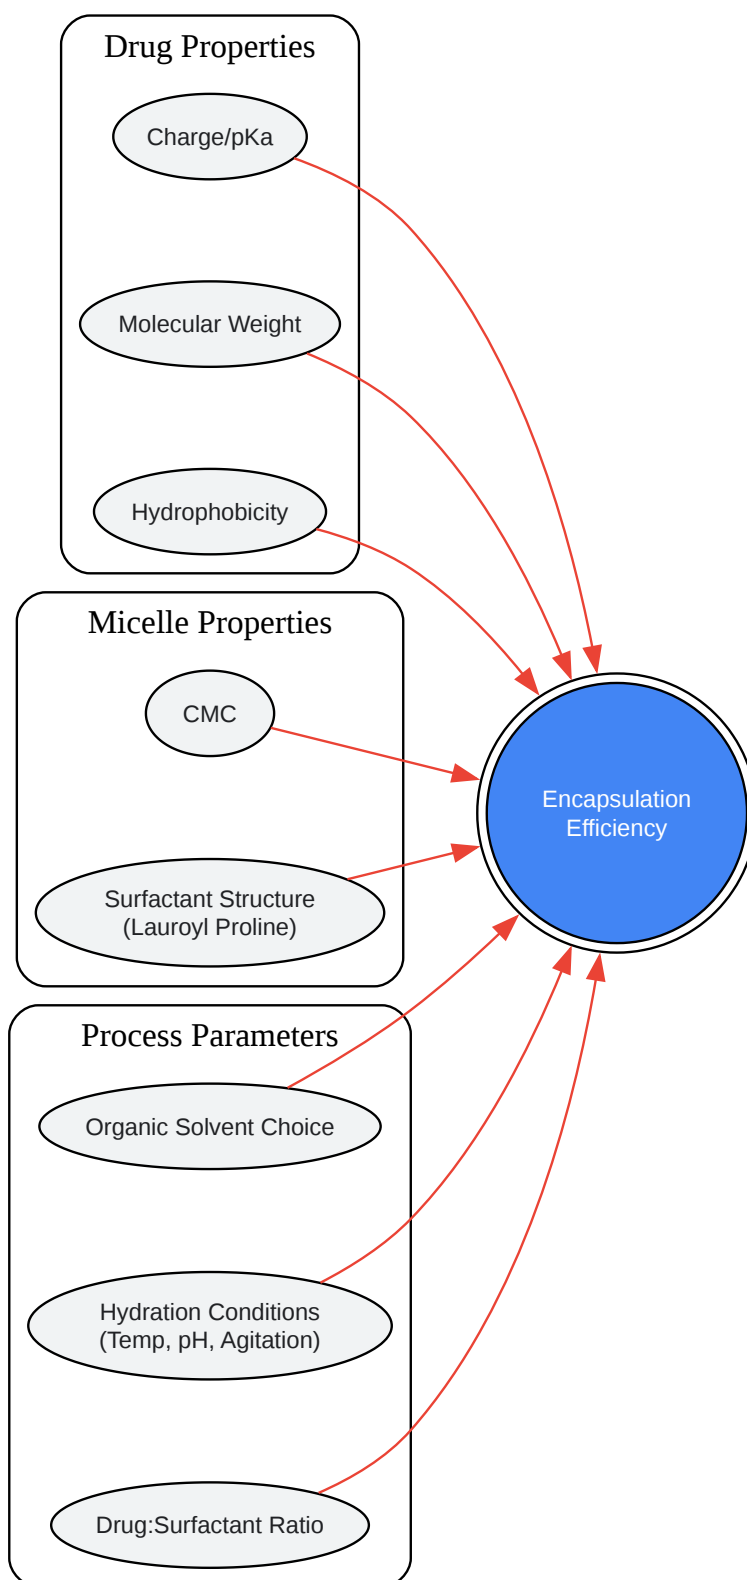 Drug Properties
Charge/pKa
Molecular Weight
Hydrophobicity
Micelle Properties
CMC
Surfactant Structure
(Lauroyl Proline)
Encapsulation
Efficiency
Process Parameters
Organic Solvent Choice
Hydration Conditions
(Temp, pH, Agitation)
Drug:Surfactant Ratio